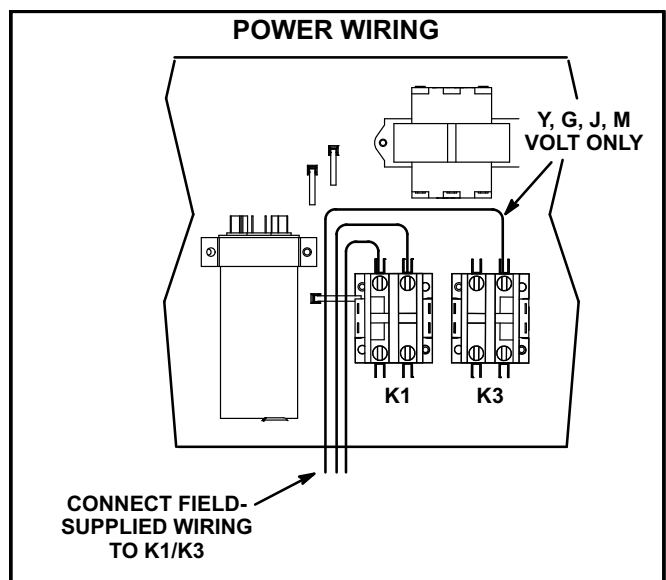 POWER WIRING
Y, G, J, M
VOLT ONLY
K1
K3
CONNECT FIELD-
SUPPLIED WIRING
TO K1/K3